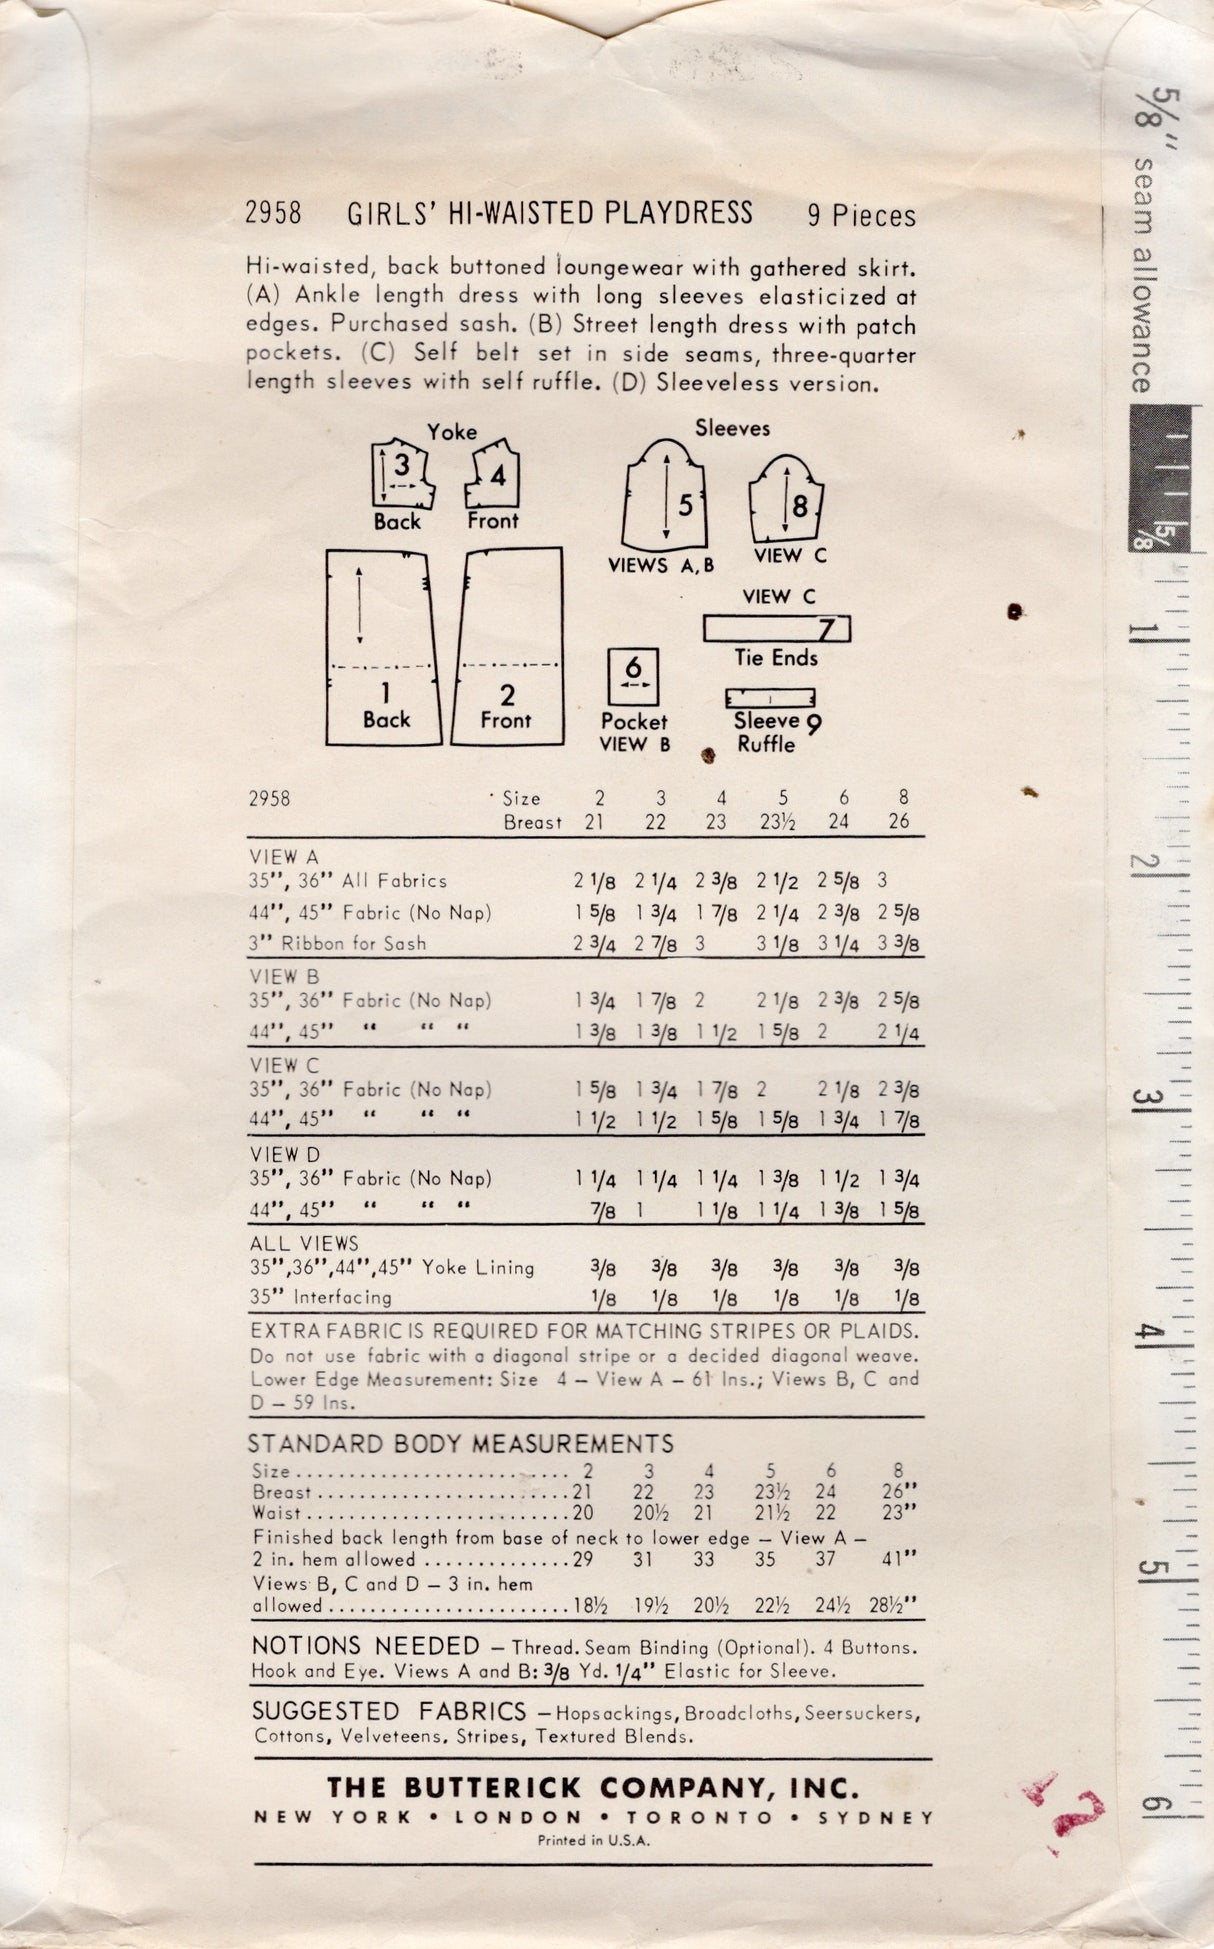 2958 GIRLS' HI-WAISTED PLAYDRESS 9 Pieces
Hi-waisted, back buttoned loungewear with gathered skirt.
(A) Ankle length dress with long sleeves elasticized at
edges. Purchased sash. (B) Street length dress with patch
pockets. (C) Self belt set in side seams, three-quarter
length sleeves with self ruffle. (D) Sleeveless version.
Yoke
3 4
Back Front
1 2
Back Front
Sleeves
5 8
VIEWS A, B VIEW C
VIEW C
7
Tie Ends
6
Pocket
VIEW B
Sleeve 9
Ruffle
2958 Size 2 3 4 5 6 8
Breast 21 22 23 23½ 24 26
VIEW A
35", 36" All Fabrics 2 1/8 2 1/4 2 3/8 2 1/2 2 5/8 3
44", 45" Fabric (No Nap) 1 5/8 1 3/4 1 7/8 2 1/4 2 3/8 2 5/8
3" Ribbon for Sash 2 3/4 2 7/8 3 3 1/8 3 1/4 3 3/8
VIEW B
35", 36" Fabric (No Nap) 1 3/4 1 7/8 2 2 1/8 2 3/8 2 5/8
44", 45" " " " 1 3/8 1 3/8 1 1/2 1 5/8 2 2 1/4
VIEW C
35", 36" Fabric (No Nap) 1 5/8 1 3/4 1 7/8 2 2 1/8 2 3/8
44", 45" " " " 1 1/2 1 1/2 1 5/8 1 5/8 1 3/4 1 7/8
VIEW D
35", 36" Fabric (No Nap) 1 1/4 1 1/4 1 1/4 1 3/8 1 1/2 1 3/4
44", 45" " " " 7/8 1 1 1/8 1 1/4 1 3/8 1 5/8
ALL VIEWS
35",36",44",45" Yoke Lining 3/8 3/8 3/8 3/8 3/8 3/8
35" Interfacing 1/8 1/8 1/8 1/8 1/8 1/8
EXTRA FABRIC IS REQUIRED FOR MATCHING STRIPES OR PLAIDS.
Do not use fabric with a diagonal stripe or a decided diagonal weave.
Lower Edge Measurement: Size 4 – View A – 61 Ins.; Views B, C and
D – 59 Ins.
STANDARD BODY MEASUREMENTS
Size.......................... 2 3 4 5 6 8
Breast........................21 22 23 23½ 24 26"
Waist.........................20 20½ 21 21½ 22 23"
Finished back length from base of neck to lower edge – View A –
2 in. hem allowed ..............29 31 33 35 37 41"
Views B, C and D – 3 in. hem
allowed.......................18½ 19½ 20½ 22½ 24½ 28½"
NOTIONS NEEDED – Thread. Seam Binding (Optional). 4 Buttons.
Hook and Eye. Views A and B: 3/8 Yd. 1/4" Elastic for Sleeve.
SUGGESTED FABRICS – Hopsackings, Broadcloths, Seersuckers,
Cottons, Velveteens, Stripes, Textured Blends.
THE BUTTERICK COMPANY, INC.
NEW YORK • LONDON • TORONTO • SYDNEY
Printed in U.S.A.
5/8" seam allowance
5/8
1
2
3
4
5
6